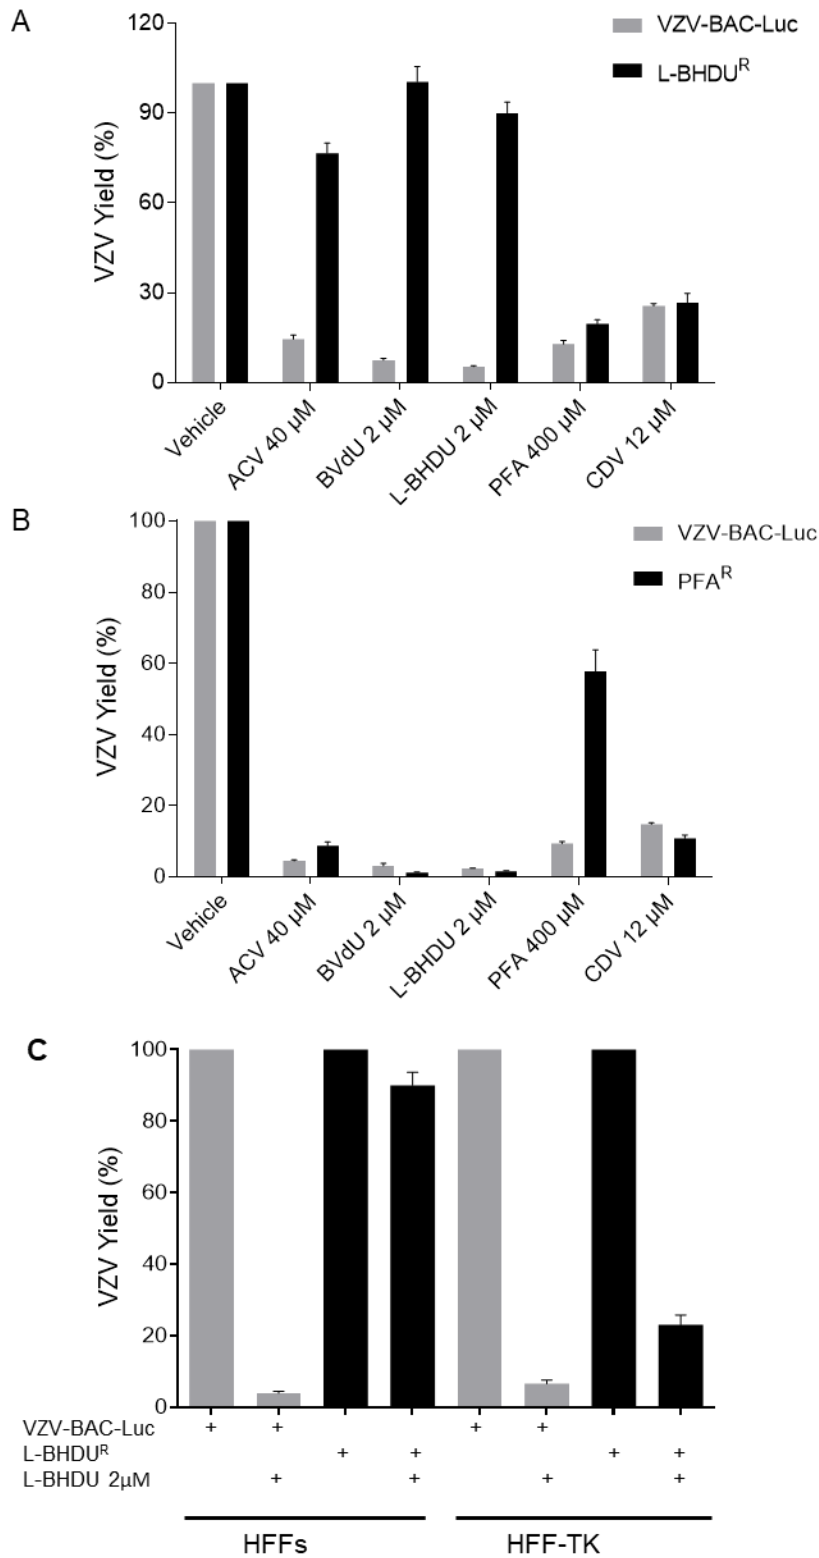 A
120
90
60
30
0
VZV Yield (%)
VZV-BAC-Luc
L-BHDUᴿ
Vehicle
ACV 40 µM
BVdU 2 µM
L-BHDU 2 µM
PFA 400 µM
CDV 12 µM
B
100
80
60
40
20
0
VZV Yield (%)
VZV-BAC-Luc
PFAᴿ
Vehicle
ACV 40 µM
BVdU 2 µM
L-BHDU 2 µM
PFA 400 µM
CDV 12 µM
C
100
80
60
40
20
0
VZV Yield (%)
VZV-BAC-Luc + + + +
L-BHDUᴿ + + + +
L-BHDU 2µM + + + +
HFFs HFF-TK